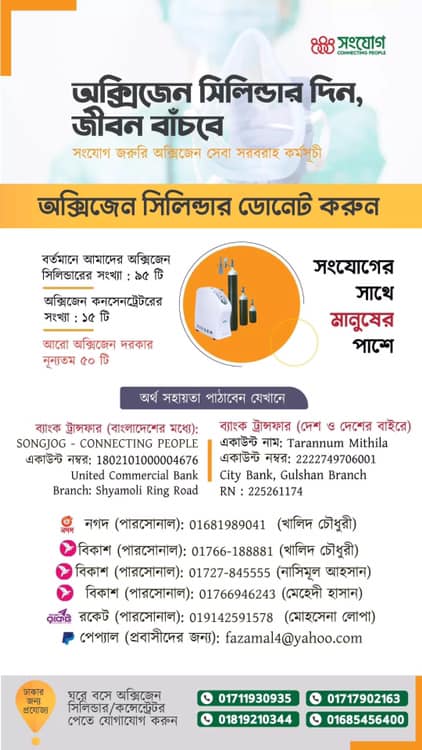 সংযোগ
CONNECTING PEOPLE
অক্সিজেন সিলিন্ডার দিন,
জীবন বাঁচবে
সংযোগ জরুরি অক্সিজেন সেবা সরবরাহ কর্মসূচী
অক্সিজেন সিলিন্ডার ডোনেট করুন
বর্তমানে আমাদের অক্সিজেন
সিলিন্ডারের সংখ্যা : ৯৫ টি
অক্সিজেন কনসেনট্রেটরের
সংখ্যা : ১৫ টি
আরো অক্সিজেন দরকার
নূন্যতম ৫০ টি
সংযোগের
সাথে
মানুষের
পাশে
অর্থ সহায়তা পাঠাবেন যেখানে
ব্যাংক ট্রান্সফার (বাংলাদেশের মধ্যে):
SONGJOG - CONNECTING PEOPLE
একাউন্ট নম্বর: 1802101000004676
United Commercial Bank
Branch: Shyamoli Ring Road
ব্যাংক ট্রান্সফার (দেশ ও দেশের বাইরে)
একাউন্ট নাম: Tarannum Mithila
একাউন্ট নম্বর: 2222749706001
City Bank, Gulshan Branch
RN : 225261174
নগদ নগদ (পারসোনাল): 01681989041 (খালিদ চৌধুরী)
বিকাশ (পারসোনাল): 01766-188881 (খালিদ চৌধুরী)
বিকাশ (পারসোনাল): 01727-845555 (নাসিমূল আহসান)
বিকাশ (পারসোনাল): 01766946243 (মেহেদী হাসান)
রকেট রকেট (পারসোনাল): 019142591578 (মোহসেনা লোপা)
পেপ্যাল (প্রবাসীদের জন্য): fazamal4@yahoo.com
ঢাকার
জন্য
প্রযোজ্য
ঘরে বসে অক্সিজেন
সিলিন্ডার/কন্সেন্ট্রেটর
পেতে যোগাযোগ করুন
01711930935
01717902163
01819210344
01685456400